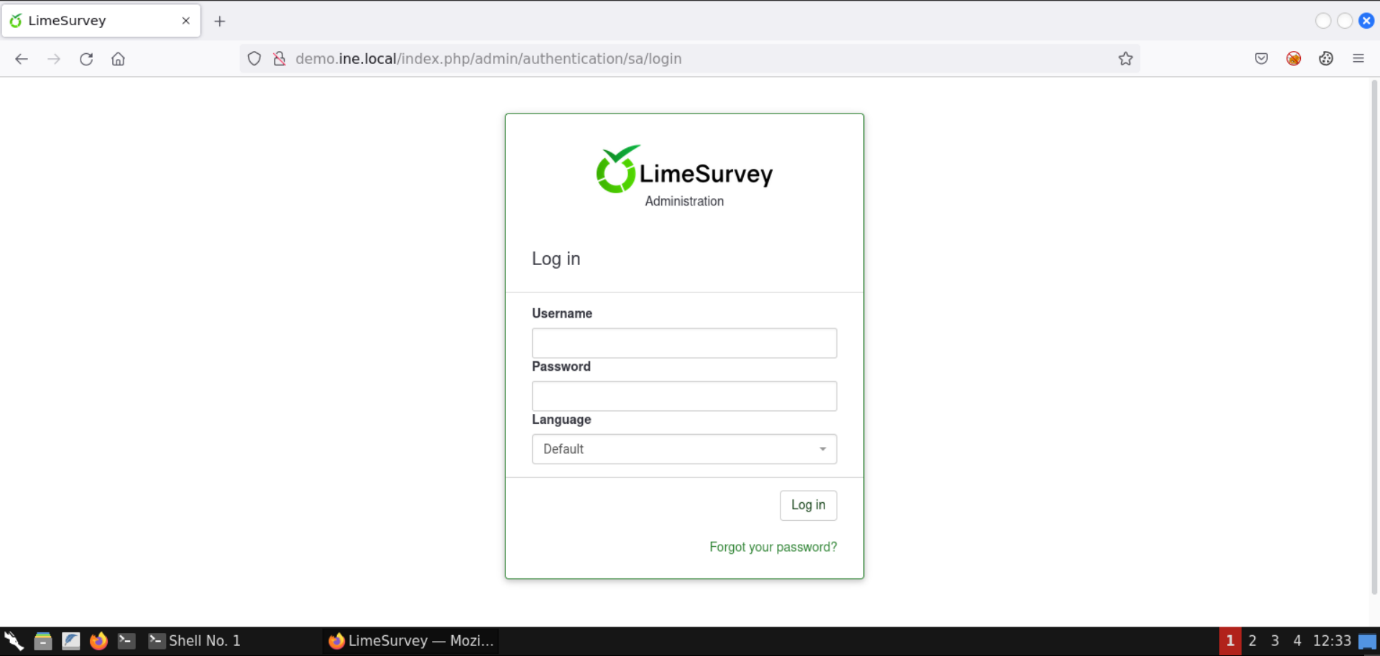 LimeSurvey
demo.ine.local/index.php/admin/authentication/sa/login
LimeSurvey
Administration
Log in
Username
Password
Language
Default
Log in
Forgot your password?
Shell No. 1
LimeSurvey — Mozi...
1 2 3 4 12:33